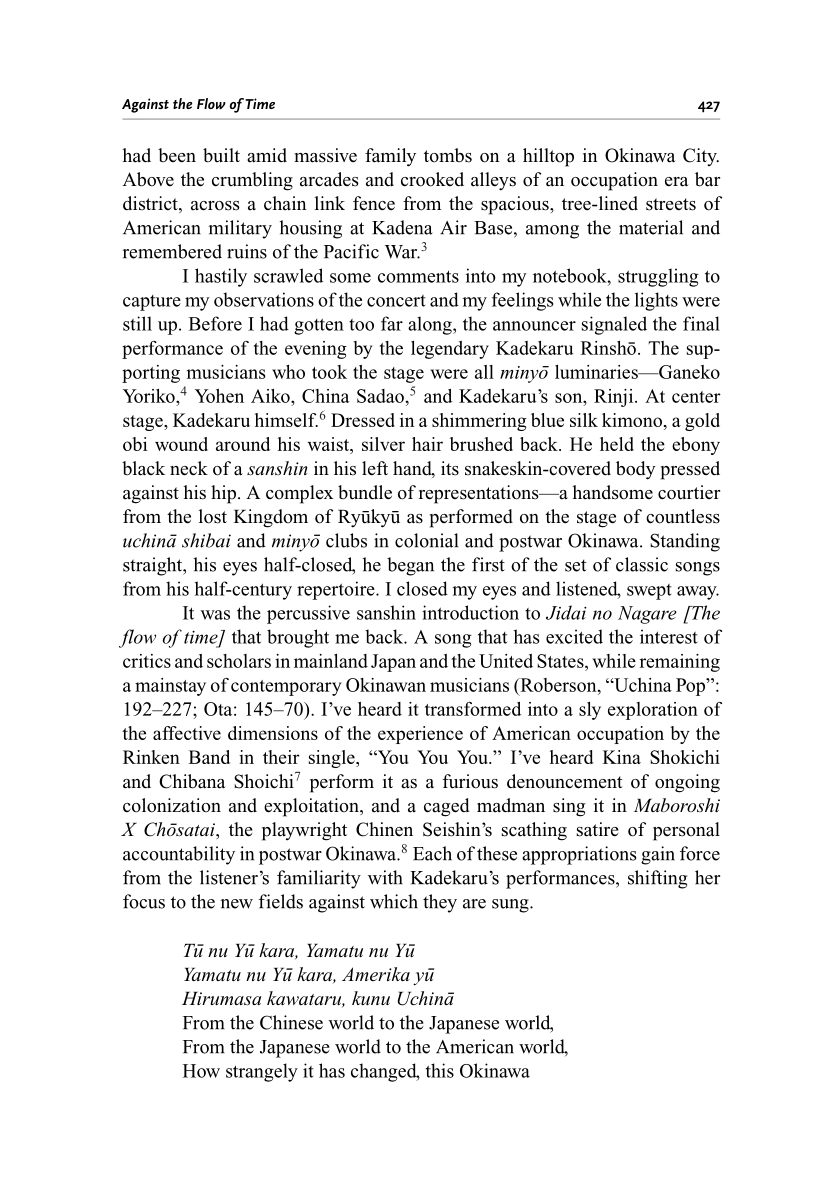 Against the Flow of Time 427
had been built amid massive family tombs on a hilltop in Okinawa City.
Above the crumbling arcades and crooked alleys of an occupation era bar
district, across a chain link fence from the spacious, tree-lined streets of
American military housing at Kadena Air Base, among the material and
remembered ruins of the Pacific War.3
I hastily scrawled some comments into my notebook, struggling to
capture my observations of the concert and my feelings while the lights were
still up. Before I had gotten too far along, the announcer signaled the final
performance of the evening by the legendary Kadekaru Rinshō. The sup-
porting musicians who took the stage were all minyō luminaries—Ganeko
Yoriko,4 Yohen Aiko, China Sadao,5 and Kadekaru’s son, Rinji. At center
stage, Kadekaru himself.6 Dressed in a shimmering blue silk kimono, a gold
obi wound around his waist, silver hair brushed back. He held the ebony
black neck of a sanshin in his left hand, its snakeskin-covered body pressed
against his hip. A complex bundle of representations—a handsome courtier
from the lost Kingdom of Ryūkyū as performed on the stage of countless
uchinā shibai and minyō clubs in colonial and postwar Okinawa. Standing
straight, his eyes half-closed, he began the first of the set of classic songs
from his half-century repertoire. I closed my eyes and listened, swept away.
It was the percussive sanshin introduction to Jidai no Nagare [The
flow of time] that brought me back. A song that has excited the interest of
critics and scholars in mainland Japan and the United States, while remaining
a mainstay of contemporary Okinawan musicians (Roberson, “Uchina Pop”:
192–227; Ota: 145–70). I’ve heard it transformed into a sly exploration of
the affective dimensions of the experience of American occupation by the
Rinken Band in their single, “You You You.” I’ve heard Kina Shokichi
and Chibana Shoichi7 perform it as a furious denouncement of ongoing
colonization and exploitation, and a caged madman sing it in Maboroshi
X Chōsatai, the playwright Chinen Seishin’s scathing satire of personal
accountability in postwar Okinawa.8 Each of these appropriations gain force
from the listener’s familiarity with Kadekaru’s performances, shifting her
focus to the new fields against which they are sung.
Tū nu Yū kara, Yamatu nu Yū
Yamatu nu Yū kara, Amerika yū
Hirumasa kawataru, kunu Uchinā
From the Chinese world to the Japanese world,
From the Japanese world to the American world,
How strangely it has changed, this Okinawa